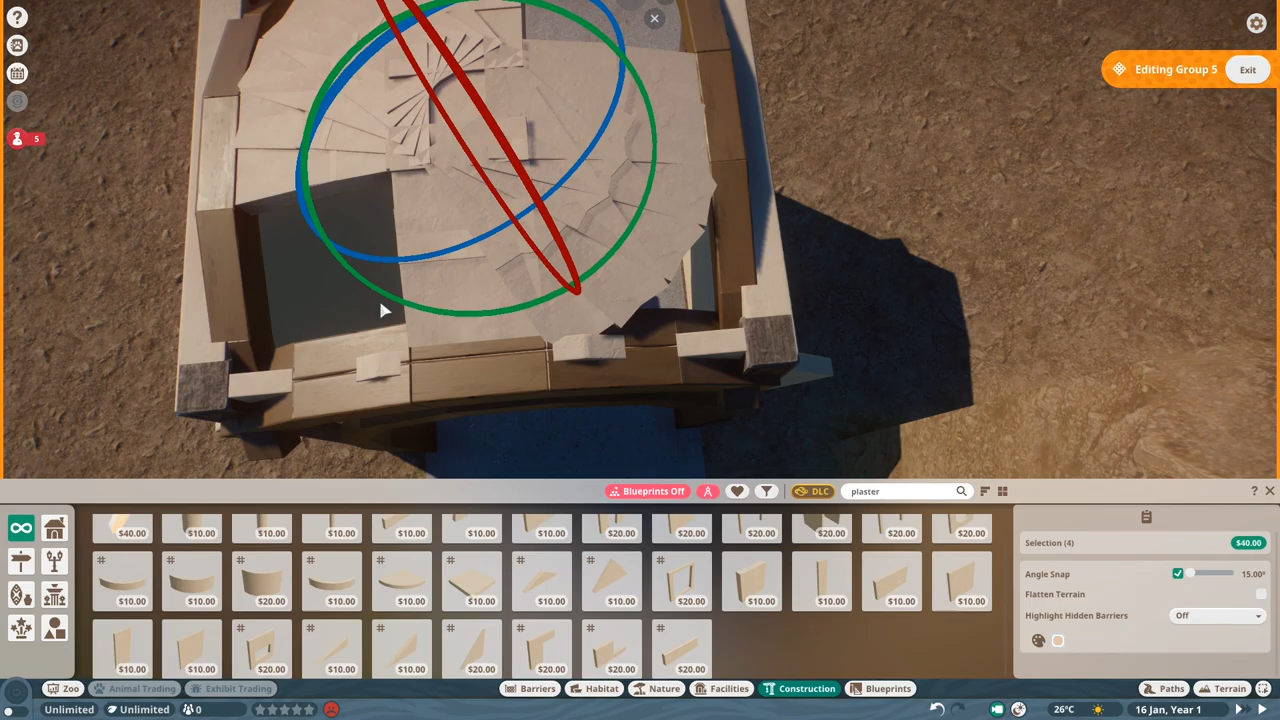 Editing Group 5
Exit
5
Blueprints Off
DLC
plaster
$40.00 $10.00 $10.00 $10.00 $10.00 $10.00 $10.00 $20.00 $20.00 $20.00 $20.00 $20.00 $20.00
$10.00 $10.00 $20.00 $10.00 $10.00 $10.00 $10.00 $10.00 $20.00 $10.00 $10.00 $10.00 $10.00
$10.00 $10.00 $20.00 $10.00 $10.00 $10.00 $20.00 $20.00 $20.00
Selection (4) $40.00
Angle Snap 15.00°
Flatten Terrain
Highlight Hidden Barriers Off
Zoo Animal Trading Exhibit Trading Barriers Habitat Nature Facilities Construction Blueprints Paths Terrain
Unlimited Unlimited 0 26°C 16 Jan, Year 1